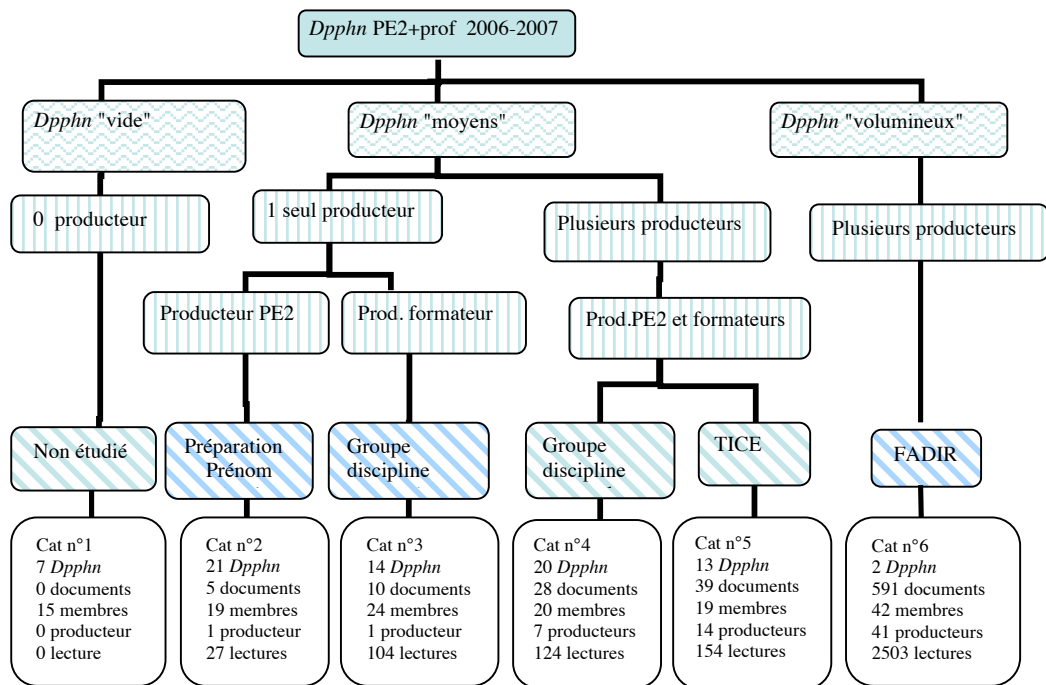 Dpphn PE2+prof 2006-2007
Dpphn "vide"
Dpphn "moyens"
Dpphn "volumineux"
0 producteur
1 seul producteur
Plusieurs producteurs
Plusieurs producteurs
Producteur PE2
Prod. formateur
Prod.PE2 et formateurs
Non étudié
Préparation
Prénom
Groupe
discipline
Groupe
discipline
TICE
FADIR
Cat n°1
7 Dpphn
0 documents
15 membres
0 producteur
0 lecture
Cat n°2
21 Dpphn
5 documents
19 membres
1 producteur
27 lectures
Cat n°3
14 Dpphn
10 documents
24 membres
1 producteur
104 lectures
Cat n°4
20 Dpphn
28 documents
20 membres
7 producteurs
124 lectures
Cat n°5
13 Dpphn
39 documents
19 membres
14 producteurs
154 lectures
Cat n°6
2 Dpphn
591 documents
42 membres
41 producteurs
2503 lectures